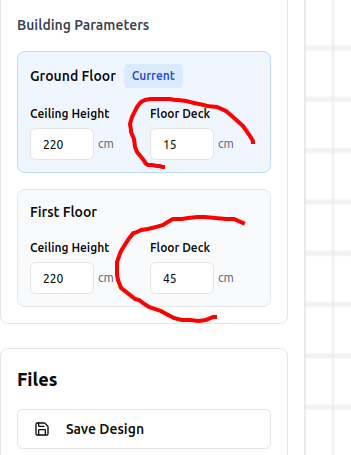 Building Parameters
Ground Floor Current
Ceiling Height Floor Deck
220 cm 15 cm
First Floor
Ceiling Height Floor Deck
220 cm 45 cm
Files
Save Design